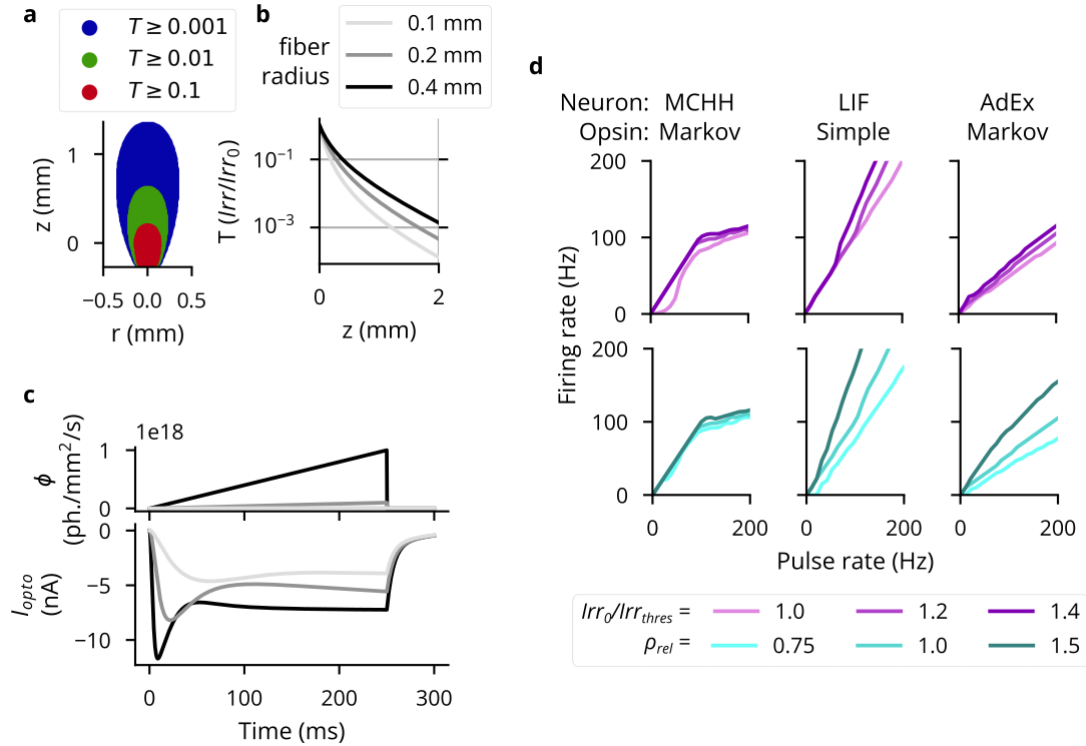 a
T ≥ 0.001
T ≥ 0.01
T ≥ 0.1
1
0
z (mm)
−0.5 0.0 0.5
r (mm)
b
fiber
radius
0.1 mm
0.2 mm
0.4 mm
T (Irr/Irr₀)
10⁻¹
10⁻³
0 2
z (mm)
c
1e18
1
0
ϕ
(ph./mm²/s)
0
−5
−10
I_opto
(nA)
0 100 200 300
Time (ms)
d
Neuron: MCHH LIF AdEx
Opsin: Markov Simple Markov
200
100
0
200
100
0
Firing rate (Hz)
0 200 0 200 0 200
Pulse rate (Hz)
Irr₀/Irr_thres = 1.0 1.2 1.4
ρ_rel = 0.75 1.0 1.5